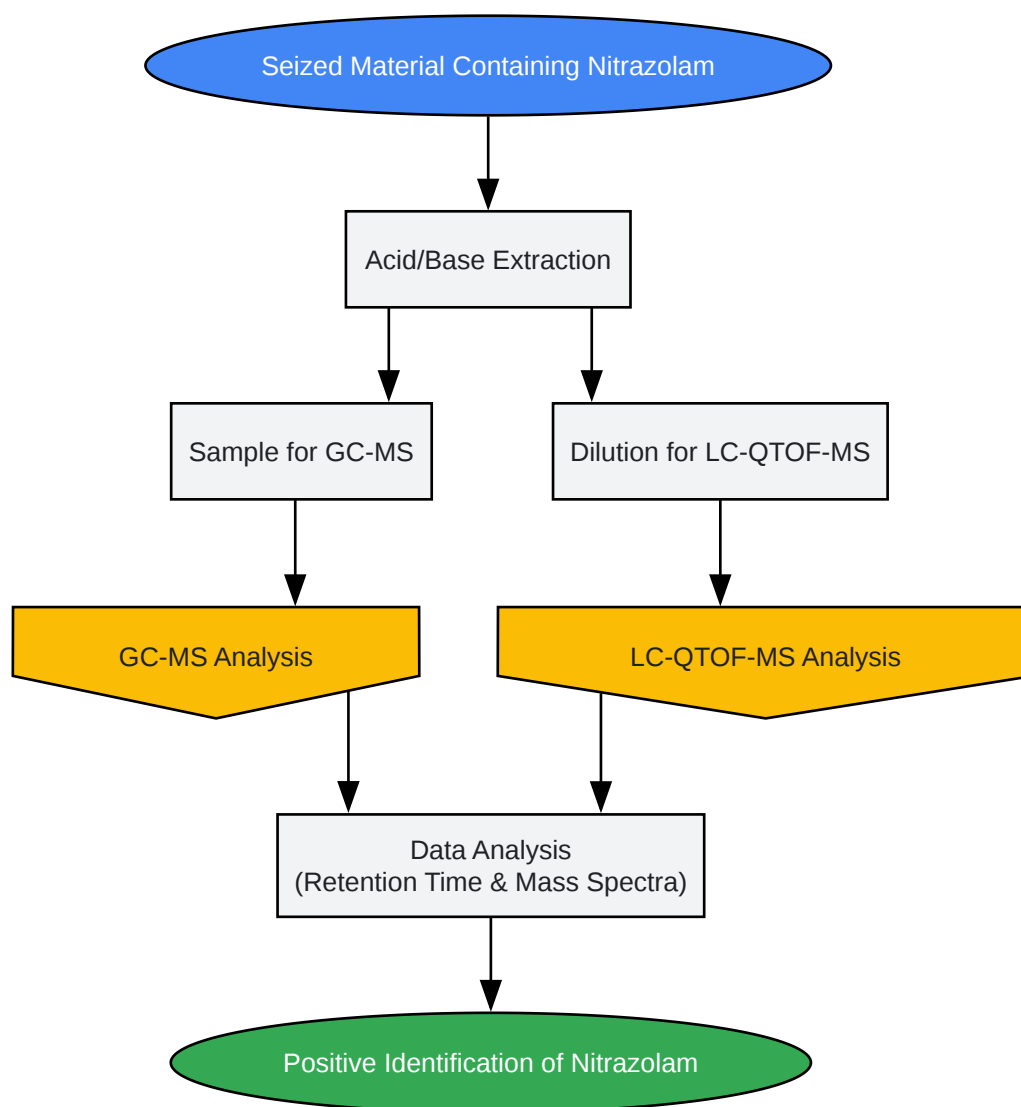 Seized Material Containing Nitrazolam
Acid/Base Extraction
Sample for GC-MS
Dilution for LC-QTOF-MS
GC-MS Analysis
LC-QTOF-MS Analysis
Data Analysis
(Retention Time & Mass Spectra)
Positive Identification of Nitrazolam